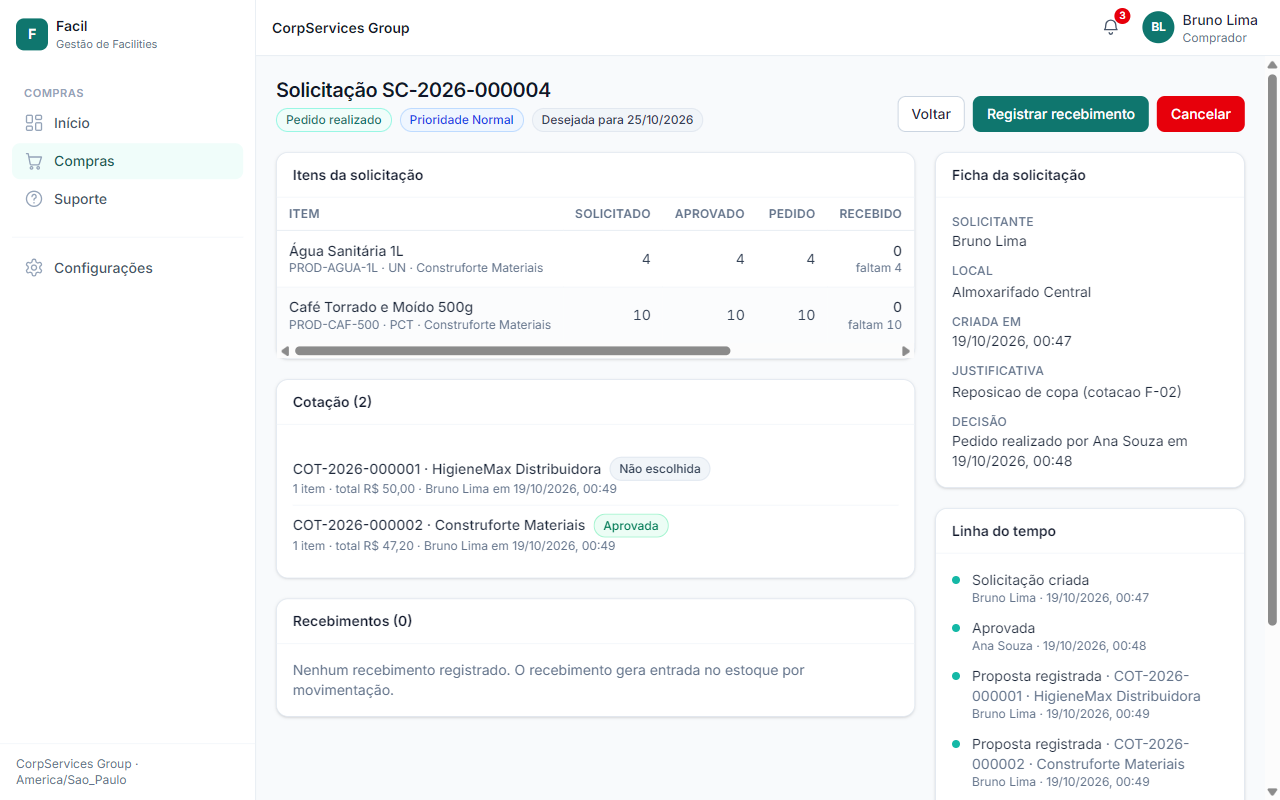 F
Facil
Gestão de Facilities
COMPRAS
Início
Compras
Suporte
Configurações
CorpServices Group ·
America/Sao_Paulo
CorpServices Group
3
BL
Bruno Lima
Comprador
Solicitação SC-2026-000004
Pedido realizado
Prioridade Normal
Desejada para 25/10/2026
Voltar
Registrar recebimento
Cancelar
Itens da solicitação
ITEM SOLICITADO APROVADO PEDIDO RECEBIDO
Água Sanitária 1L 4 4 4 0
PROD-AGUA-1L · UN · Construforte Materiais faltam 4
Café Torrado e Moído 500g 10 10 10 0
PROD-CAF-500 · PCT · Construforte Materiais faltam 10
Cotação (2)
COT-2026-000001 · HigieneMax Distribuidora Não escolhida
1 item · total R$ 50,00 · Bruno Lima em 19/10/2026, 00:49
COT-2026-000002 · Construforte Materiais Aprovada
1 item · total R$ 47,20 · Bruno Lima em 19/10/2026, 00:49
Recebimentos (0)
Nenhum recebimento registrado. O recebimento gera entrada no estoque por
movimentação.
Ficha da solicitação
SOLICITANTE
Bruno Lima
LOCAL
Almoxarifado Central
CRIADA EM
19/10/2026, 00:47
JUSTIFICATIVA
Reposicao de copa (cotacao F-02)
DECISÃO
Pedido realizado por Ana Souza em
19/10/2026, 00:48
Linha do tempo
Solicitação criada
Bruno Lima · 19/10/2026, 00:47
Aprovada
Ana Souza · 19/10/2026, 00:48
Proposta registrada · COT-2026-
000001 · HigieneMax Distribuidora
Bruno Lima · 19/10/2026, 00:49
Proposta registrada · COT-2026-
000002 · Construforte Materiais
Bruno Lima · 19/10/2026, 00:49